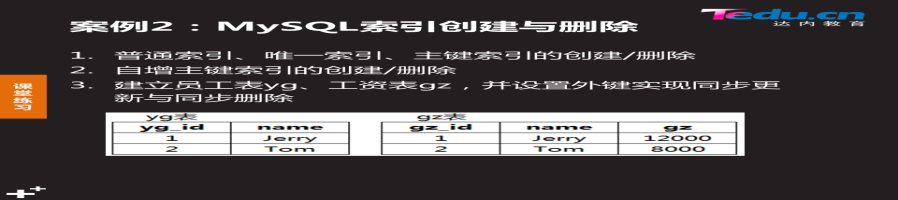 案例2：MySQL索引创建与删除
Tedu.cn
达内教育
1. 普通索引、唯一索引、主键索引的创建/删除
2. 自增主键索引的创建/删除
3. 建立员工表yg、工资表gz，并设置外键实现同步更
新与同步删除
课堂练习
yg表
yg_id name
1 Jerry
2 Tom
gz表
gz_id name gz
1 Jerry 12000
2 Tom 8000